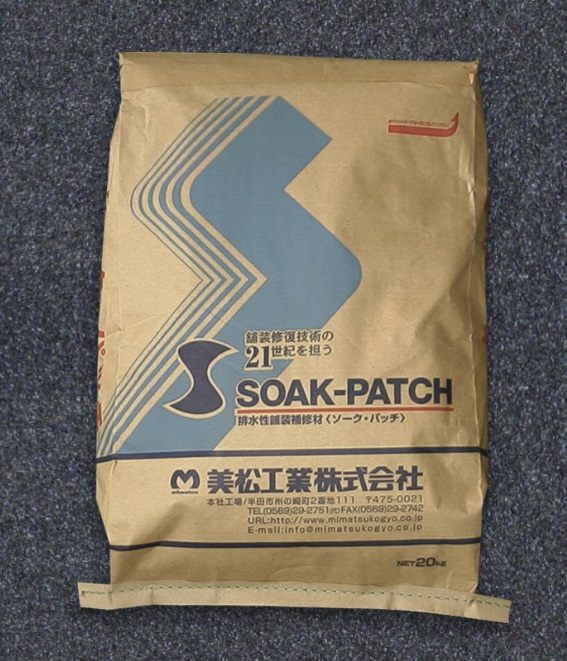 舗装修復技術の
21世紀を担う
SOAK-PATCH
排水性舗装補修材〈ソーク・パッチ〉
mimatsu
美松工業株式会社
本社工場/半田市州の崎町2番地111 〒475-0021
TEL(0569)29-2751㈹FAX(0569)29-2742
URL:http://www.mimatsukogyo.co.jp
E-mail:info@mimatsukogyo.co.jp
NET20KG